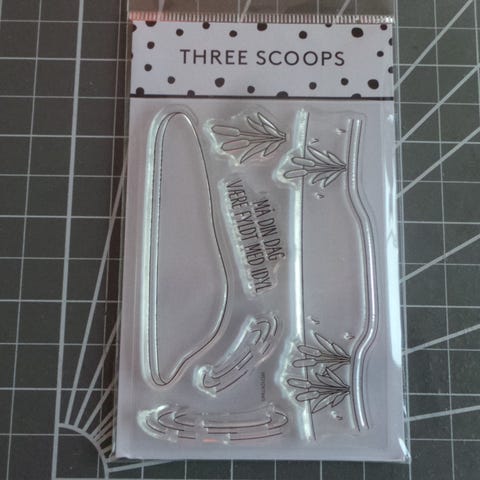 THREE SCOOPS
MÅ DIN DAG
VÆRE FYLDT MED IDYL